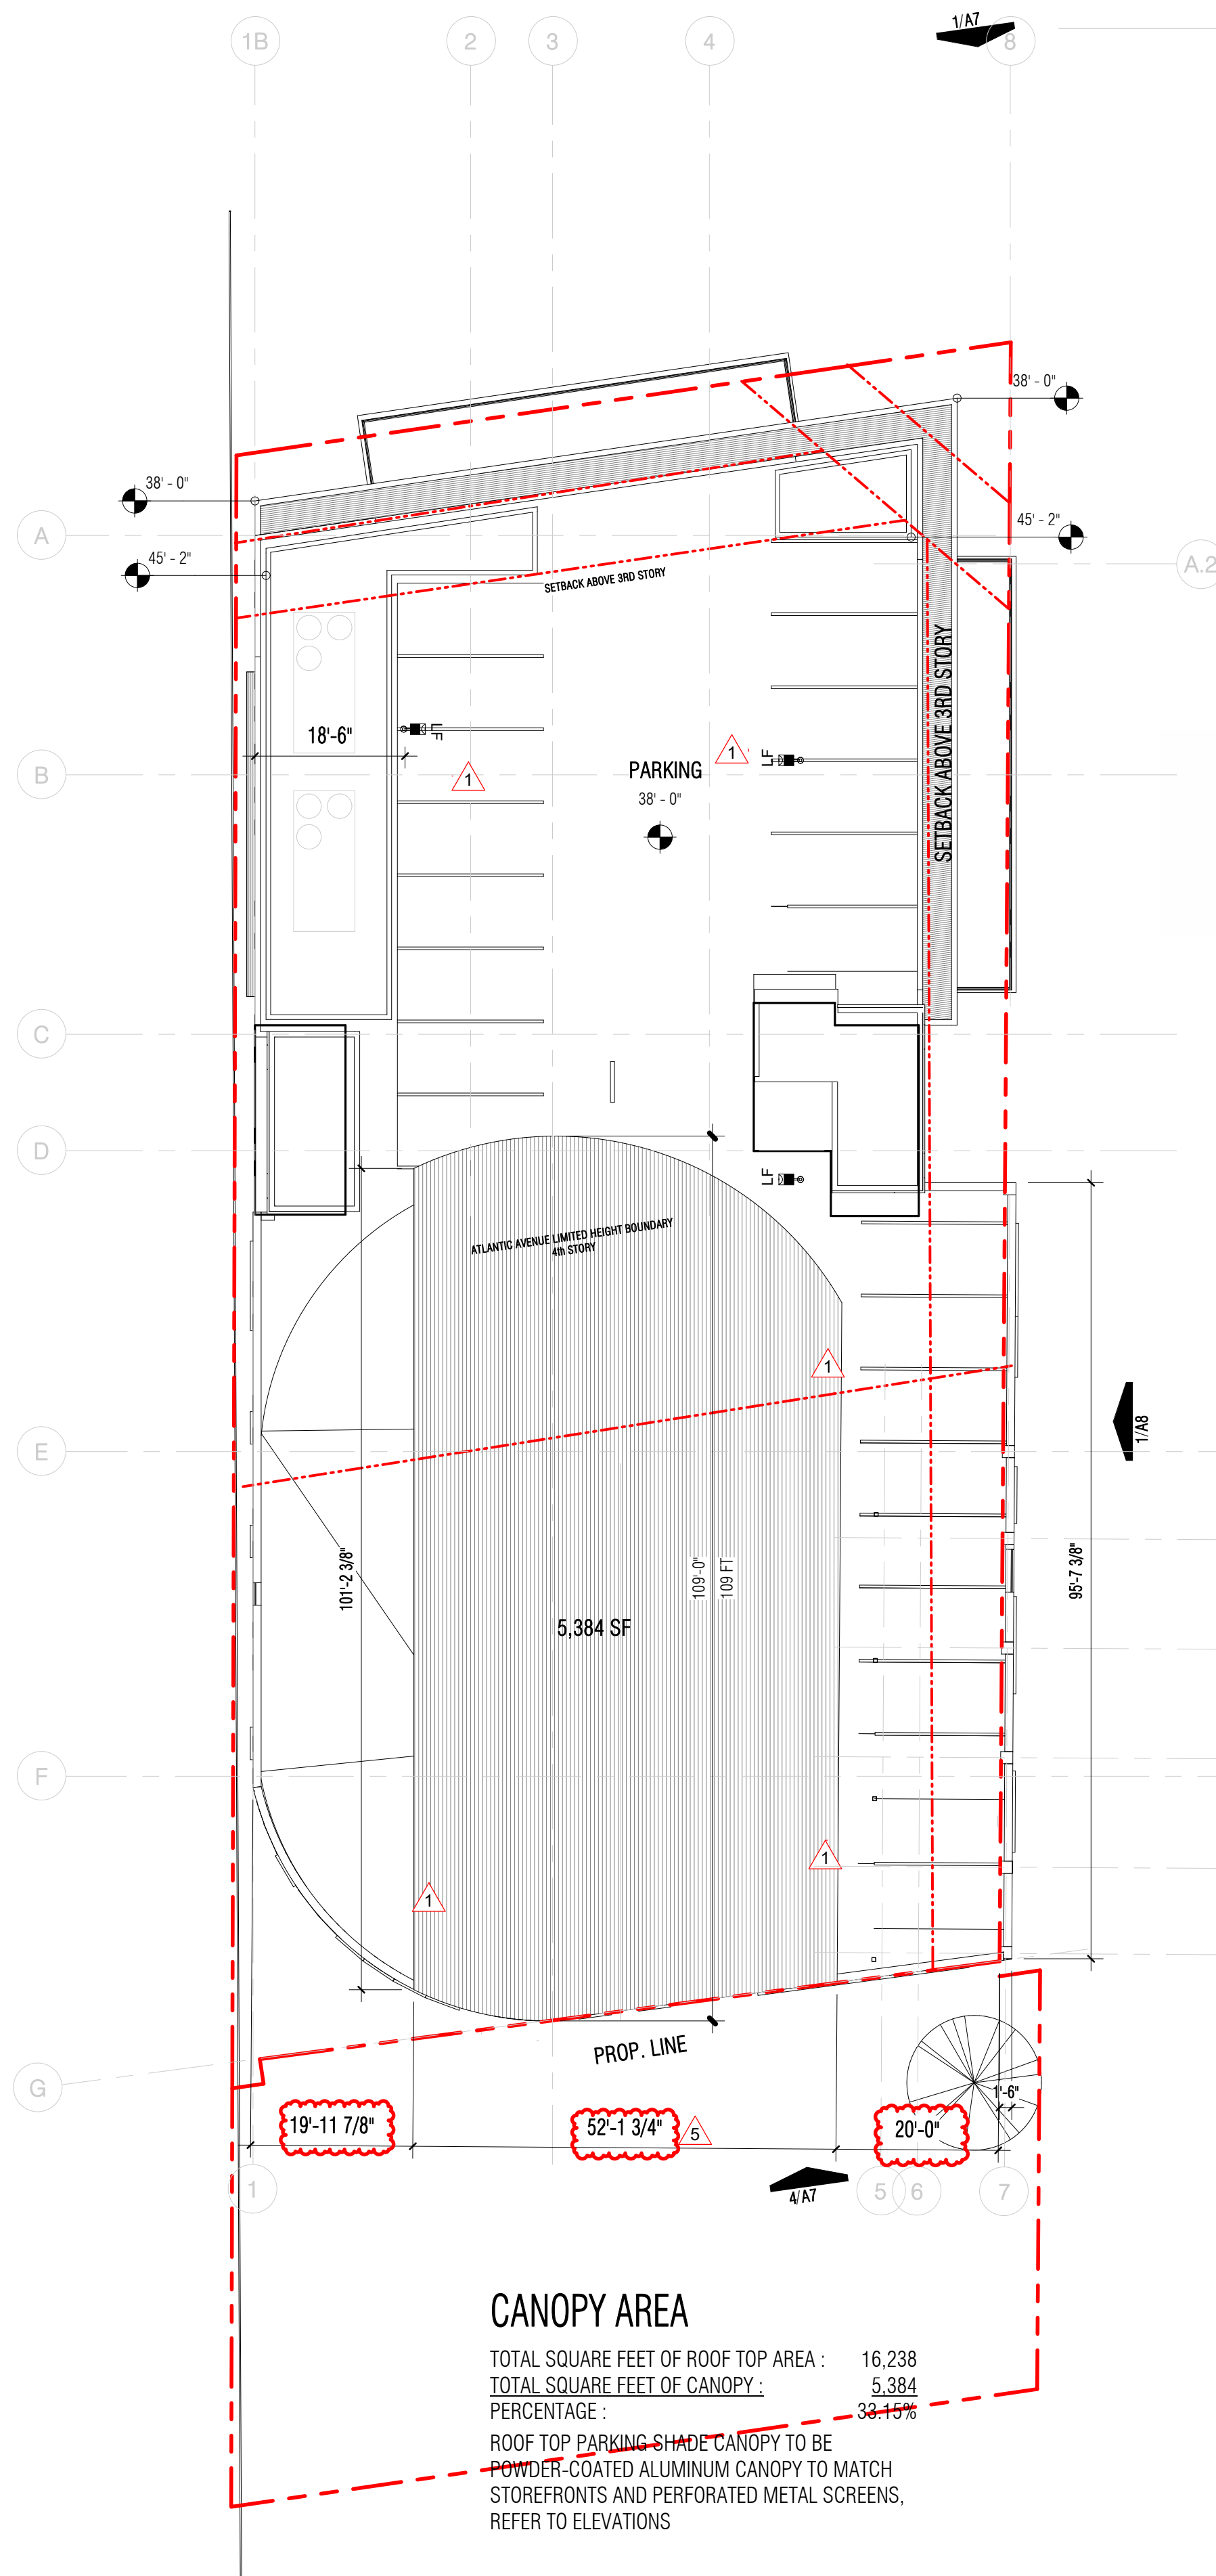 1/A7
1B
2
3
4
8
38' - 0"
38' - 0"
45' - 2"
A
45' - 2"
A.2
SETBACK ABOVE 3RD STORY
SETBACK ABOVE 3RD STORY
18'-6"
LF
1
B
PARKING
38' - 0"
1
LF
C
D
LF
ATLANTIC AVENUE LIMITED HEIGHT BOUNDARY
4th STORY
1
1/A8
E
101'-2 3/8"
109'-0"
109 FT
95'-7 3/8"
5,384 SF
F
1
1
PROP. LINE
G
1'-6"
19'-11 7/8"
52'-1 3/4"
5
20'-0"
1
4/A7
5
6
7
CANOPY AREA
TOTAL SQUARE FEET OF ROOF TOP AREA : 16,238
TOTAL SQUARE FEET OF CANOPY : 5,384
PERCENTAGE : 33.15%
ROOF TOP PARKING SHADE CANOPY TO BE
POWDER-COATED ALUMINUM CANOPY TO MATCH
STOREFRONTS AND PERFORATED METAL SCREENS,
REFER TO ELEVATIONS